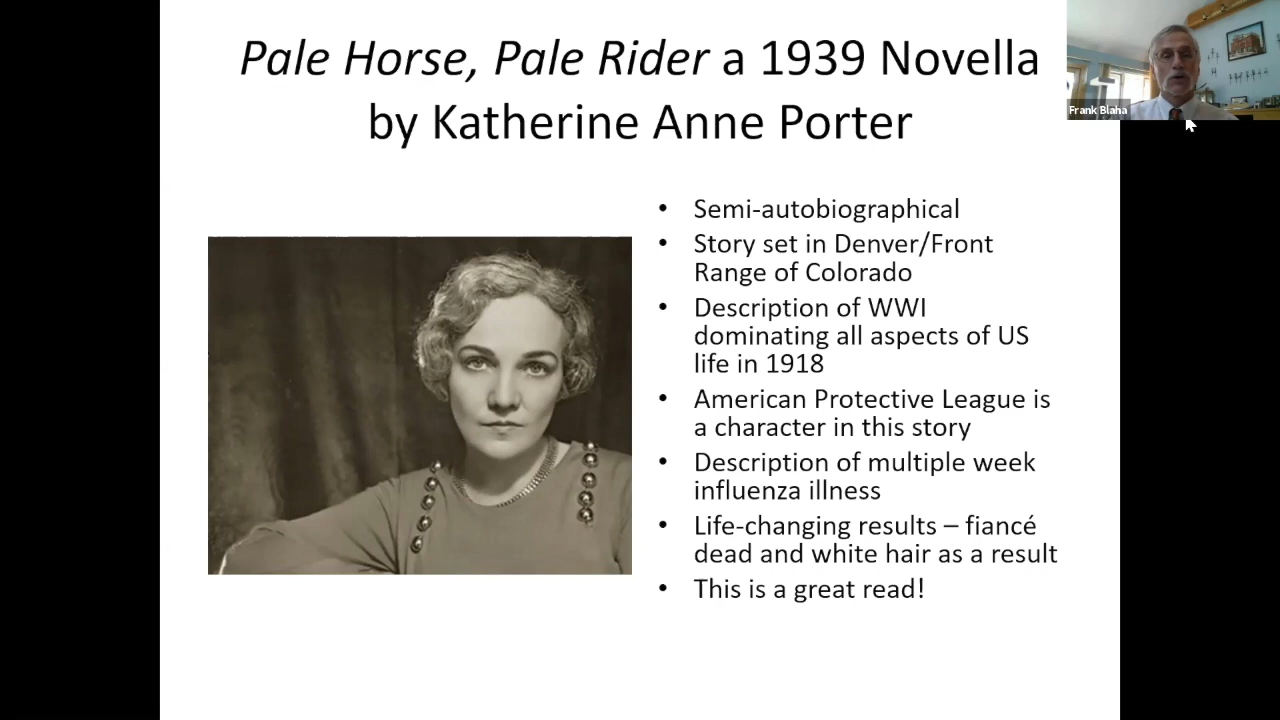 Pale Horse, Pale Rider a 1939 Novella
by Katherine Anne Porter
Frank Blaha
• Semi-autobiographical
• Story set in Denver/Front
Range of Colorado
• Description of WWI
dominating all aspects of US
life in 1918
• American Protective League is
a character in this story
• Description of multiple week
influenza illness
• Life-changing results – fiancé
dead and white hair as a result
• This is a great read!